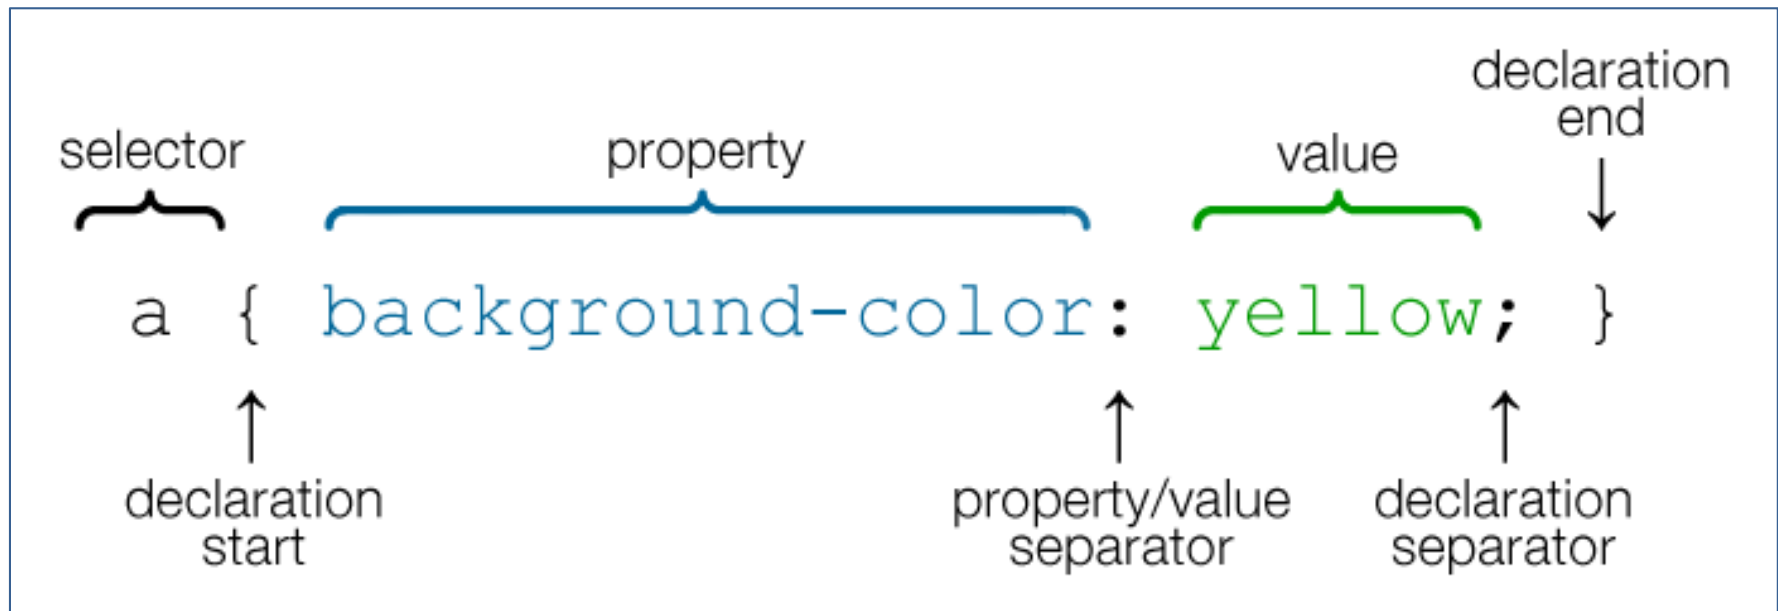 declaration
end
selector
property
value
a { background-color: yellow; }
declaration
start
property/value
separator
declaration
separator